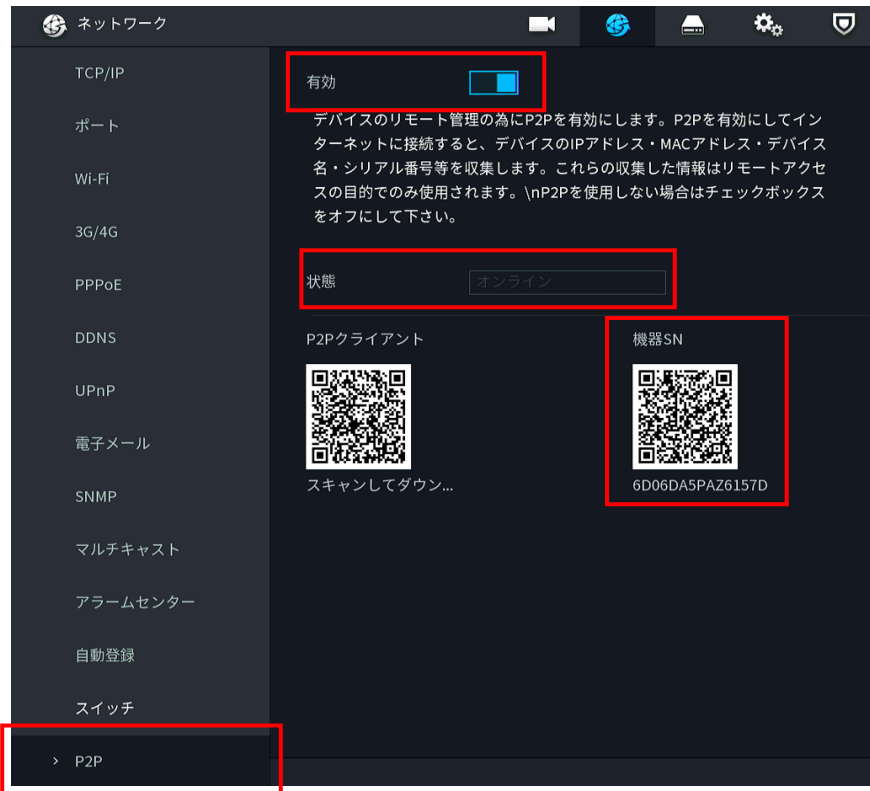 ネットワーク
TCP/IP
ポート
Wi-Fi
3G/4G
PPPoE
DDNS
UPnP
電子メール
SNMP
マルチキャスト
アラームセンター
自動登録
スイッチ
P2P
有効
デバイスのリモート管理の為にP2Pを有効にします。P2Pを有効にしてイン
ターネットに接続すると、デバイスのIPアドレス・MACアドレス・デバイス
名・シリアル番号等を収集します。これらの収集した情報はリモートアクセ
スの目的でのみ使用されます。\nP2Pを使用しない場合はチェックボックス
をオフにして下さい。
状態
オンライン
P2Pクライアント
スキャンしてダウン...
機器SN
6D06DA5PAZ6157D